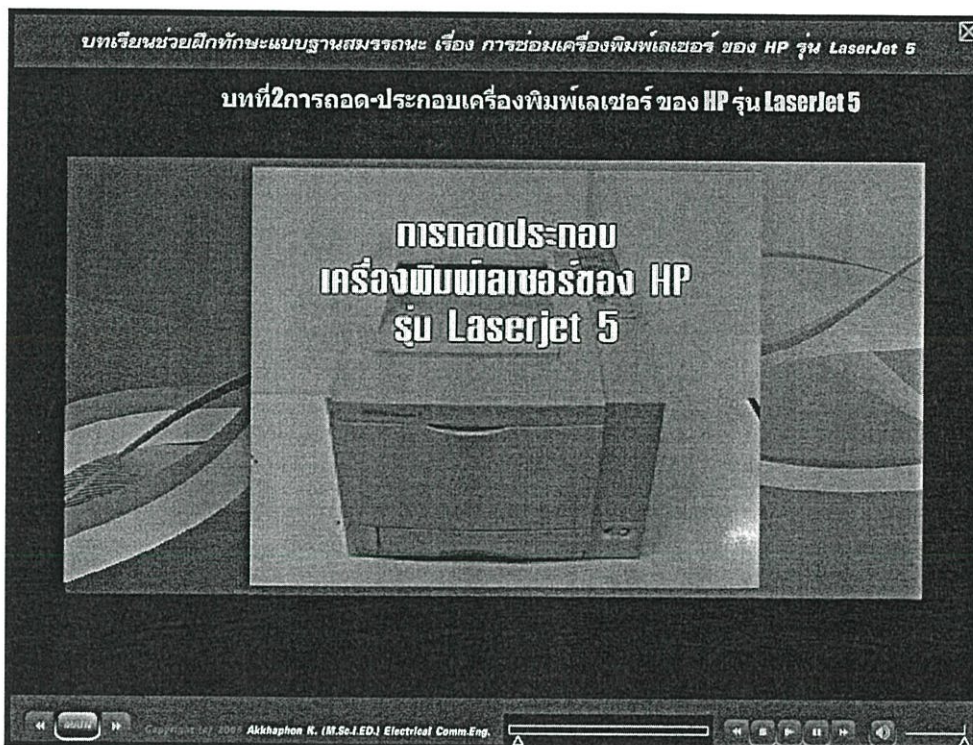 บทเรียนช่วยฝึกทักษะแบบฐานสมรรถนะ เรื่อง การซ่อมเครื่องพิมพ์เลเซอร์ ของ HP รุ่น LaserJet 5
บทที่2การถอด-ประกอบเครื่องพิมพ์เลเซอร์ ของ HP รุ่น LaserJet 5
การถอดประกอบ
เครื่องพิมพ์เลเซอร์ของ HP
รุ่น Laserjet 5
Copyright (c) Akkhaphon K. (M.Sc.I.ED.) Electrical Comm.Eng.